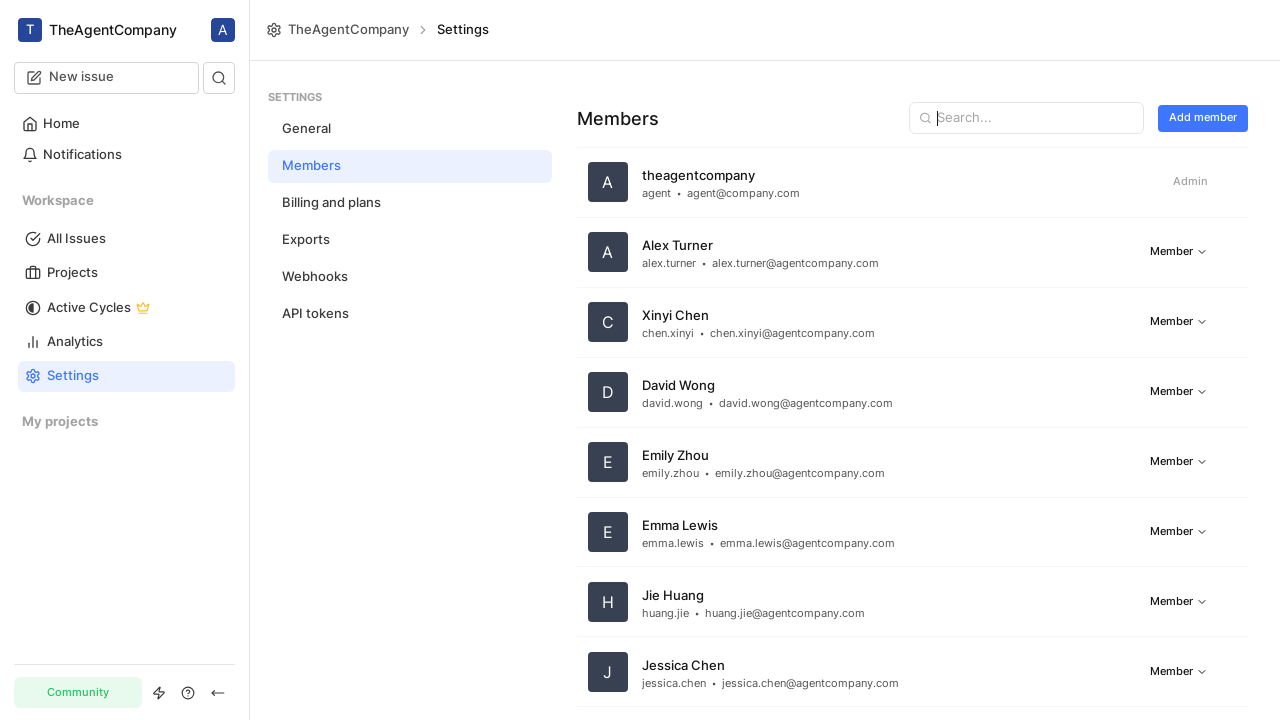 T TheAgentCompany A
New issue
Home
Notifications
Workspace
All Issues
Projects
Active Cycles
Analytics
Settings
My projects
Community
TheAgentCompany Settings
SETTINGS
General
Members
Billing and plans
Exports
Webhooks
API tokens
Members Search... Add member
A theagentcompany Admin
agent • agent@company.com
A Alex Turner Member
alex.turner • alex.turner@agentcompany.com
C Xinyi Chen Member
chen.xinyi • chen.xinyi@agentcompany.com
D David Wong Member
david.wong • david.wong@agentcompany.com
E Emily Zhou Member
emily.zhou • emily.zhou@agentcompany.com
E Emma Lewis Member
emma.lewis • emma.lewis@agentcompany.com
H Jie Huang Member
huang.jie • huang.jie@agentcompany.com
J Jessica Chen Member
jessica.chen • jessica.chen@agentcompany.com